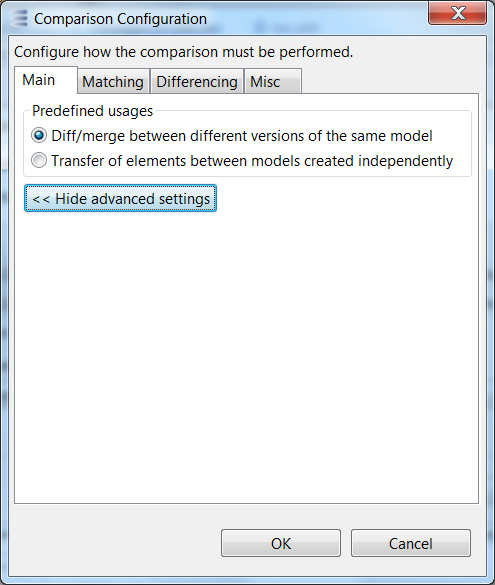 Comparison Configuration
Configure how the comparison must be performed.
Main Matching Differencing Misc
Predefined usages
Diff/merge between different versions of the same model
Transfer of elements between models created independently
<< Hide advanced settings
OK Cancel